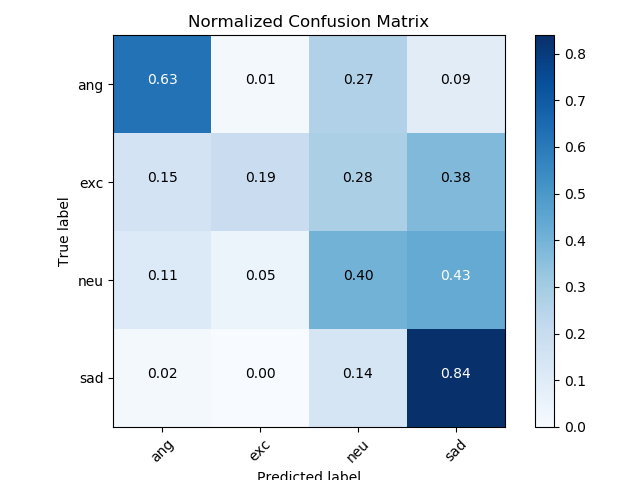 Normalized Confusion Matrix
True label
ang 0.63 0.01 0.27 0.09
exc 0.15 0.19 0.28 0.38
neu 0.11 0.05 0.40 0.43
sad 0.02 0.00 0.14 0.84
ang exc neu sad
Predicted label
0.8
0.7
0.6
0.5
0.4
0.3
0.2
0.1
0.0